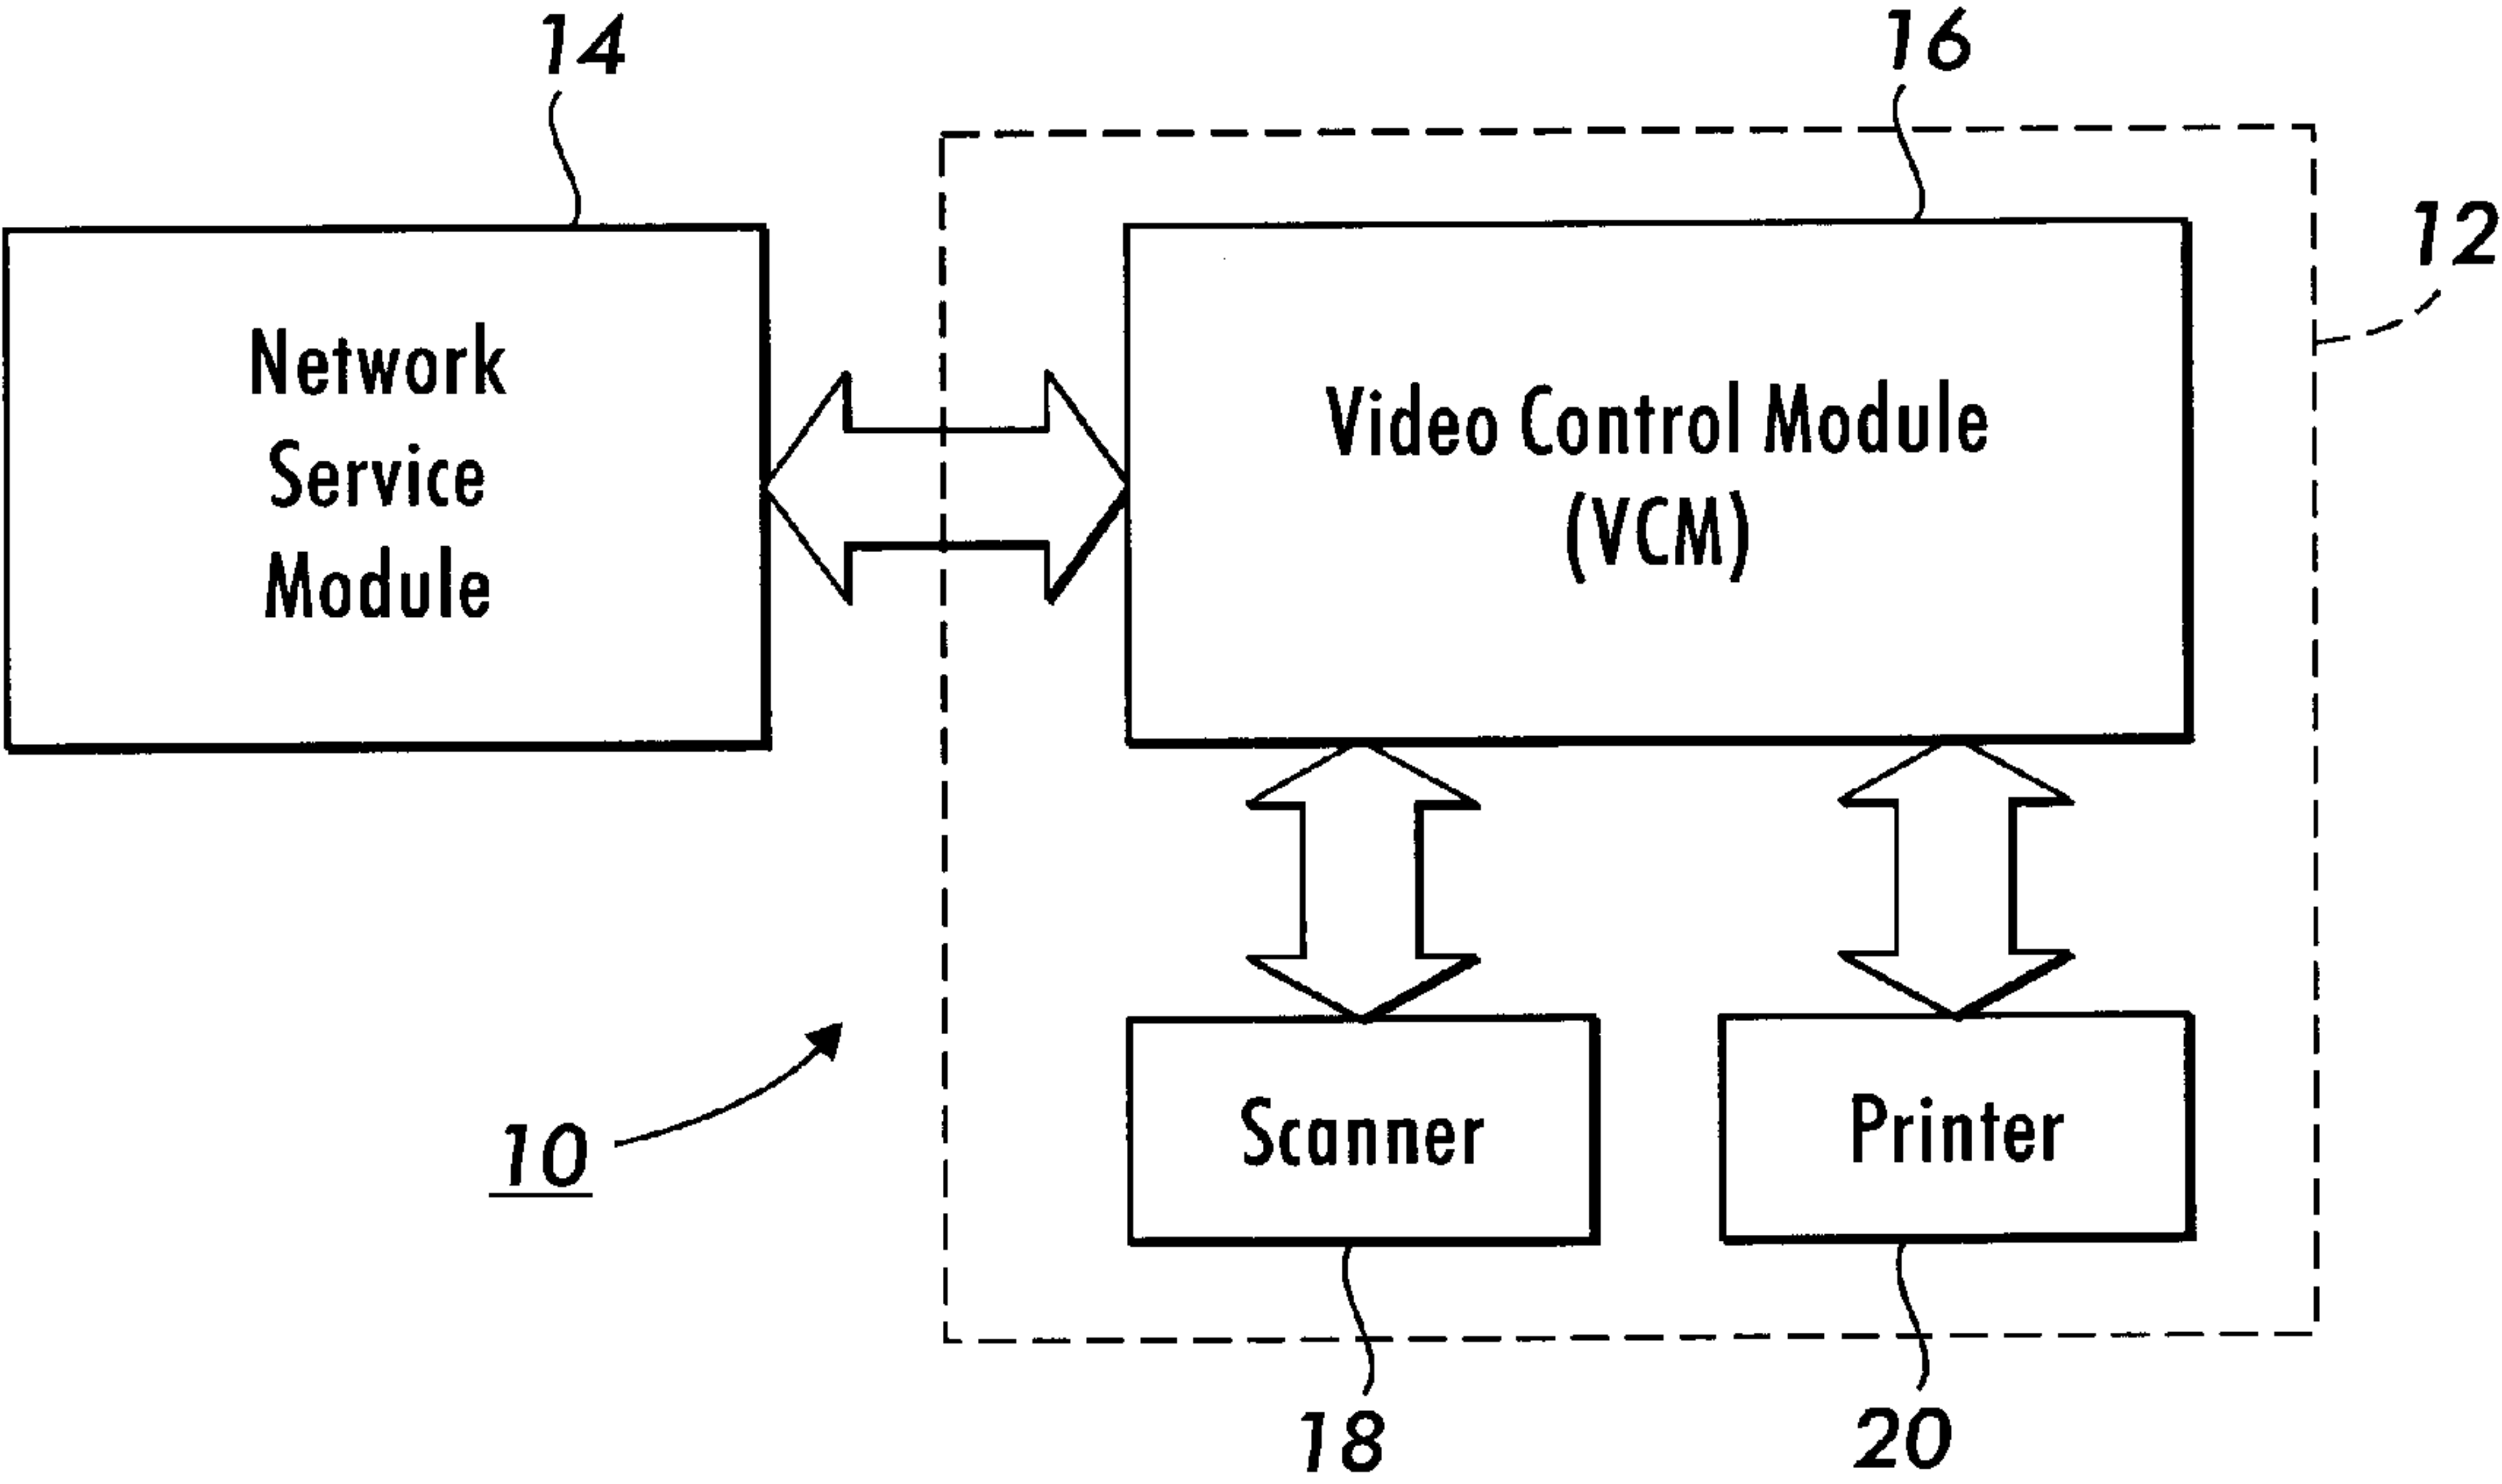 14
16
12
Network
Service
Module
Video Control Module
(VCM)
10
Scanner
Printer
18
20